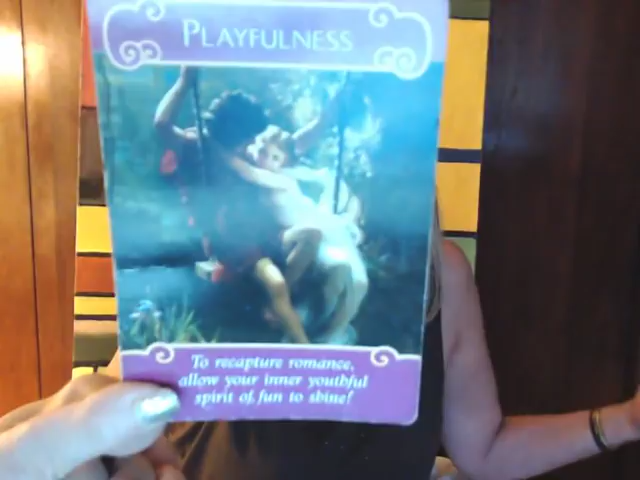 PLAYFULNESS
To recapture romance,
allow your inner youthful
spirit of fun to shine!